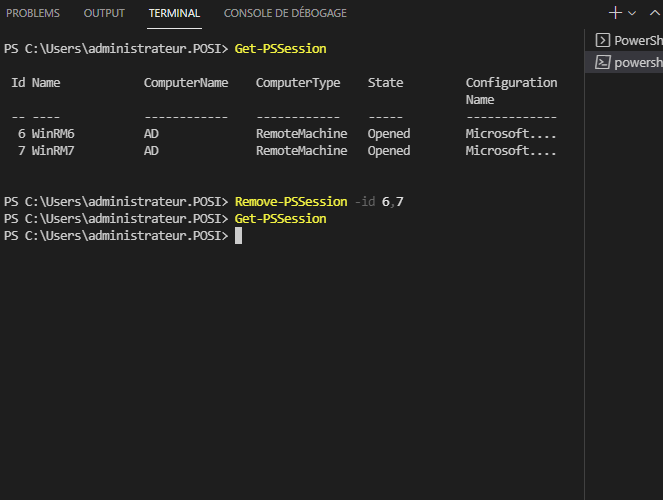 PROBLEMS OUTPUT TERMINAL CONSOLE DE DÉBOGAGE
PS C:\Users\administrateur.POSI> Get-PSSession
Id Name ComputerName ComputerType State Configuration
Name
-- ---- ------------ ------------ ----- -------------
6 WinRM6 AD RemoteMachine Opened Microsoft....
7 WinRM7 AD RemoteMachine Opened Microsoft....
PS C:\Users\administrateur.POSI> Remove-PSSession -id 6,7
PS C:\Users\administrateur.POSI> Get-PSSession
PS C:\Users\administrateur.POSI>
PowerSh
powersh